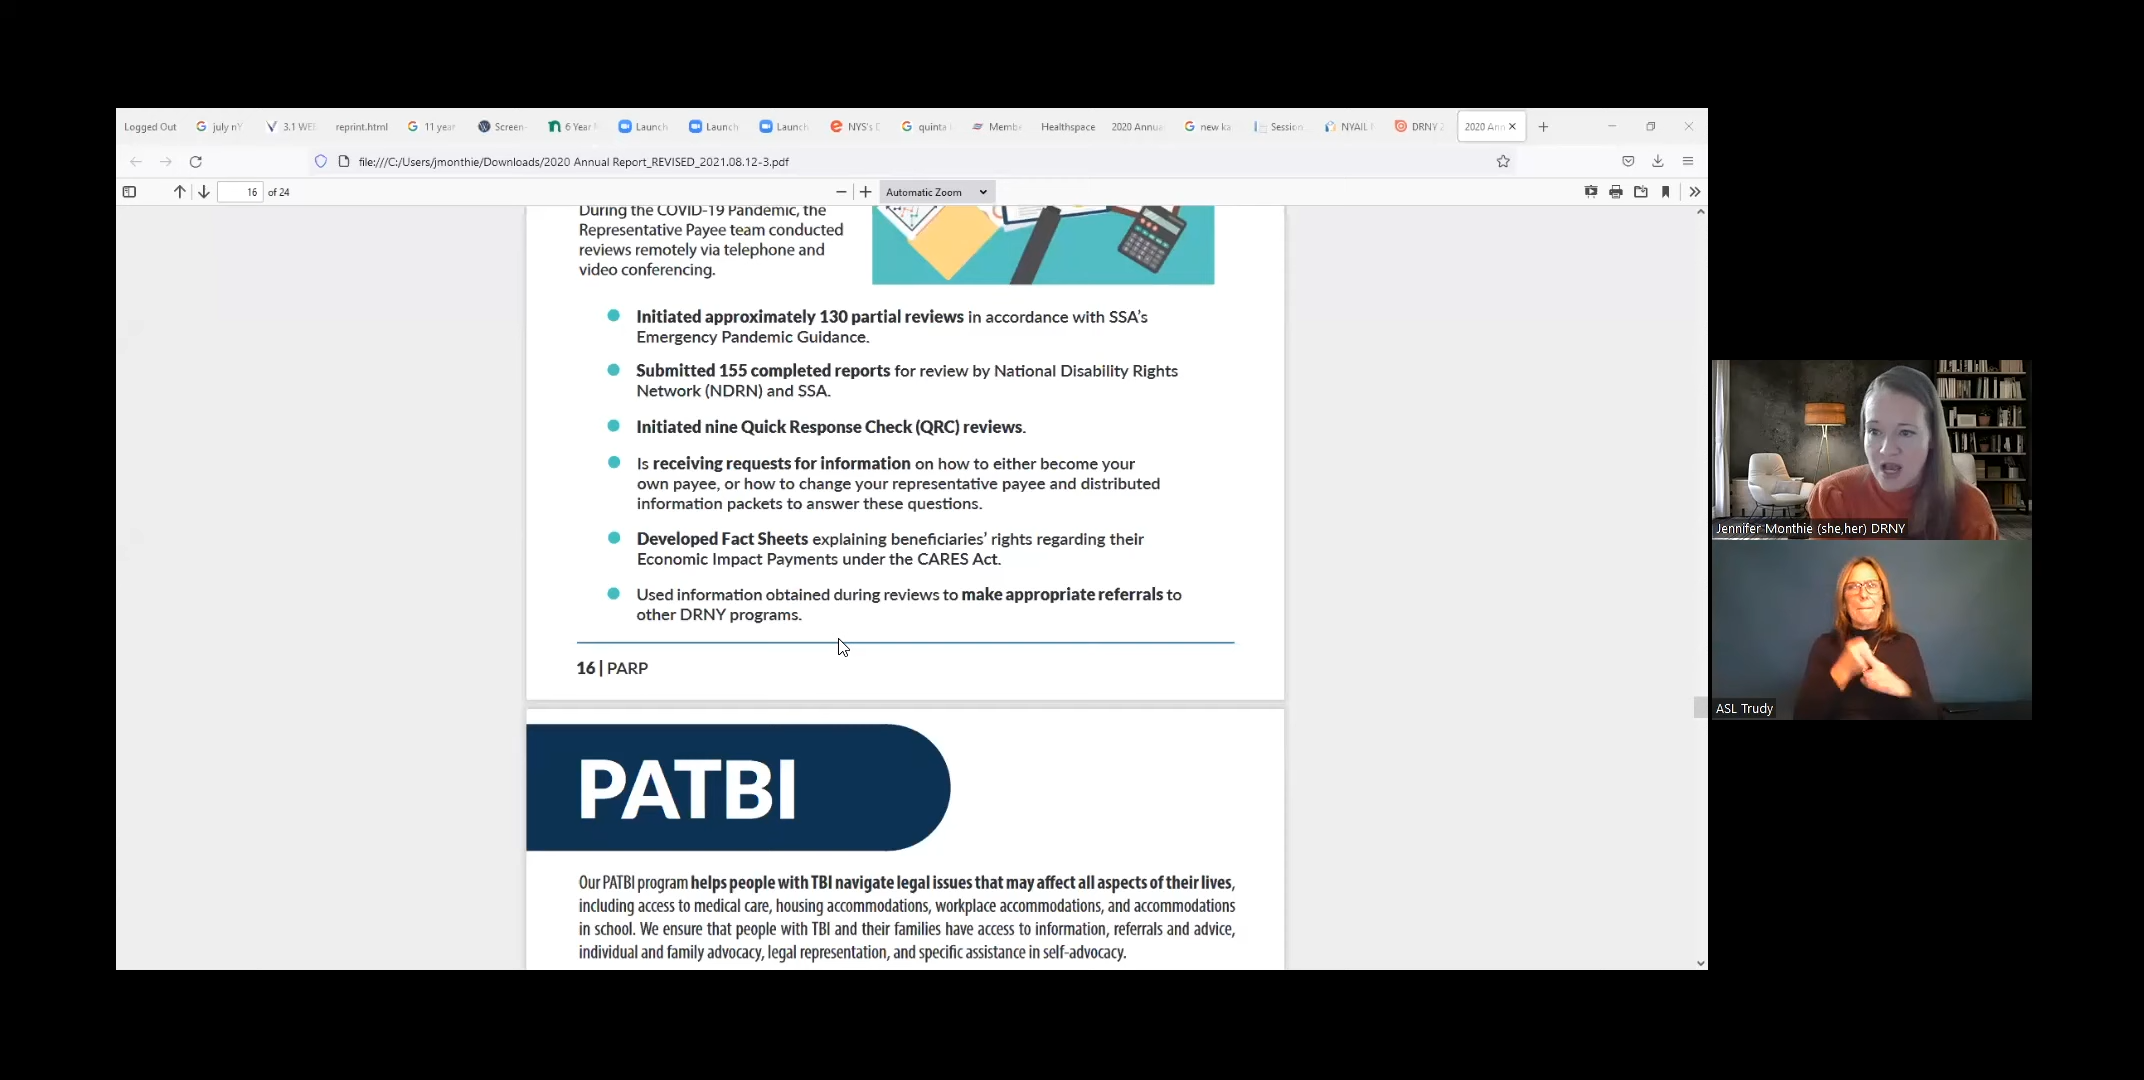 Logged Out
july nY
3.1 WE
reprint.html
11 year
Screen-
6 Year
Launch
Launch
Launch
NYS's
quinta
Membe
Healthspace
2020 Annua
new ka
Session
NYAIL
DRNY
2020 Ann
file:///C:/Users/jmonthie/Downloads/2020 Annual Report_REVISED_2021.08.12-3.pdf
16 of 24
Automatic Zoom
During the COVID-19 Pandemic, the
Representative Payee team conducted
reviews remotely via telephone and
video conferencing.
Initiated approximately 130 partial reviews in accordance with SSA's
Emergency Pandemic Guidance.
Submitted 155 completed reports for review by National Disability Rights
Network (NDRN) and SSA.
Initiated nine Quick Response Check (QRC) reviews.
Is receiving requests for information on how to either become your
own payee, or how to change your representative payee and distributed
information packets to answer these questions.
Developed Fact Sheets explaining beneficiaries' rights regarding their
Economic Impact Payments under the CARES Act.
Used information obtained during reviews to make appropriate referrals to
other DRNY programs.
16 | PARP
PATBI
Our PATBI program helps people with TBI navigate legal issues that may affect all aspects of their lives,
including access to medical care, housing accommodations, workplace accommodations, and accommodations
in school. We ensure that people with TBI and their families have access to information, referrals and advice,
individual and family advocacy, legal representation, and specific assistance in self-advocacy.
Jennifer Monthie (she,her) DRNY
ASL Trudy